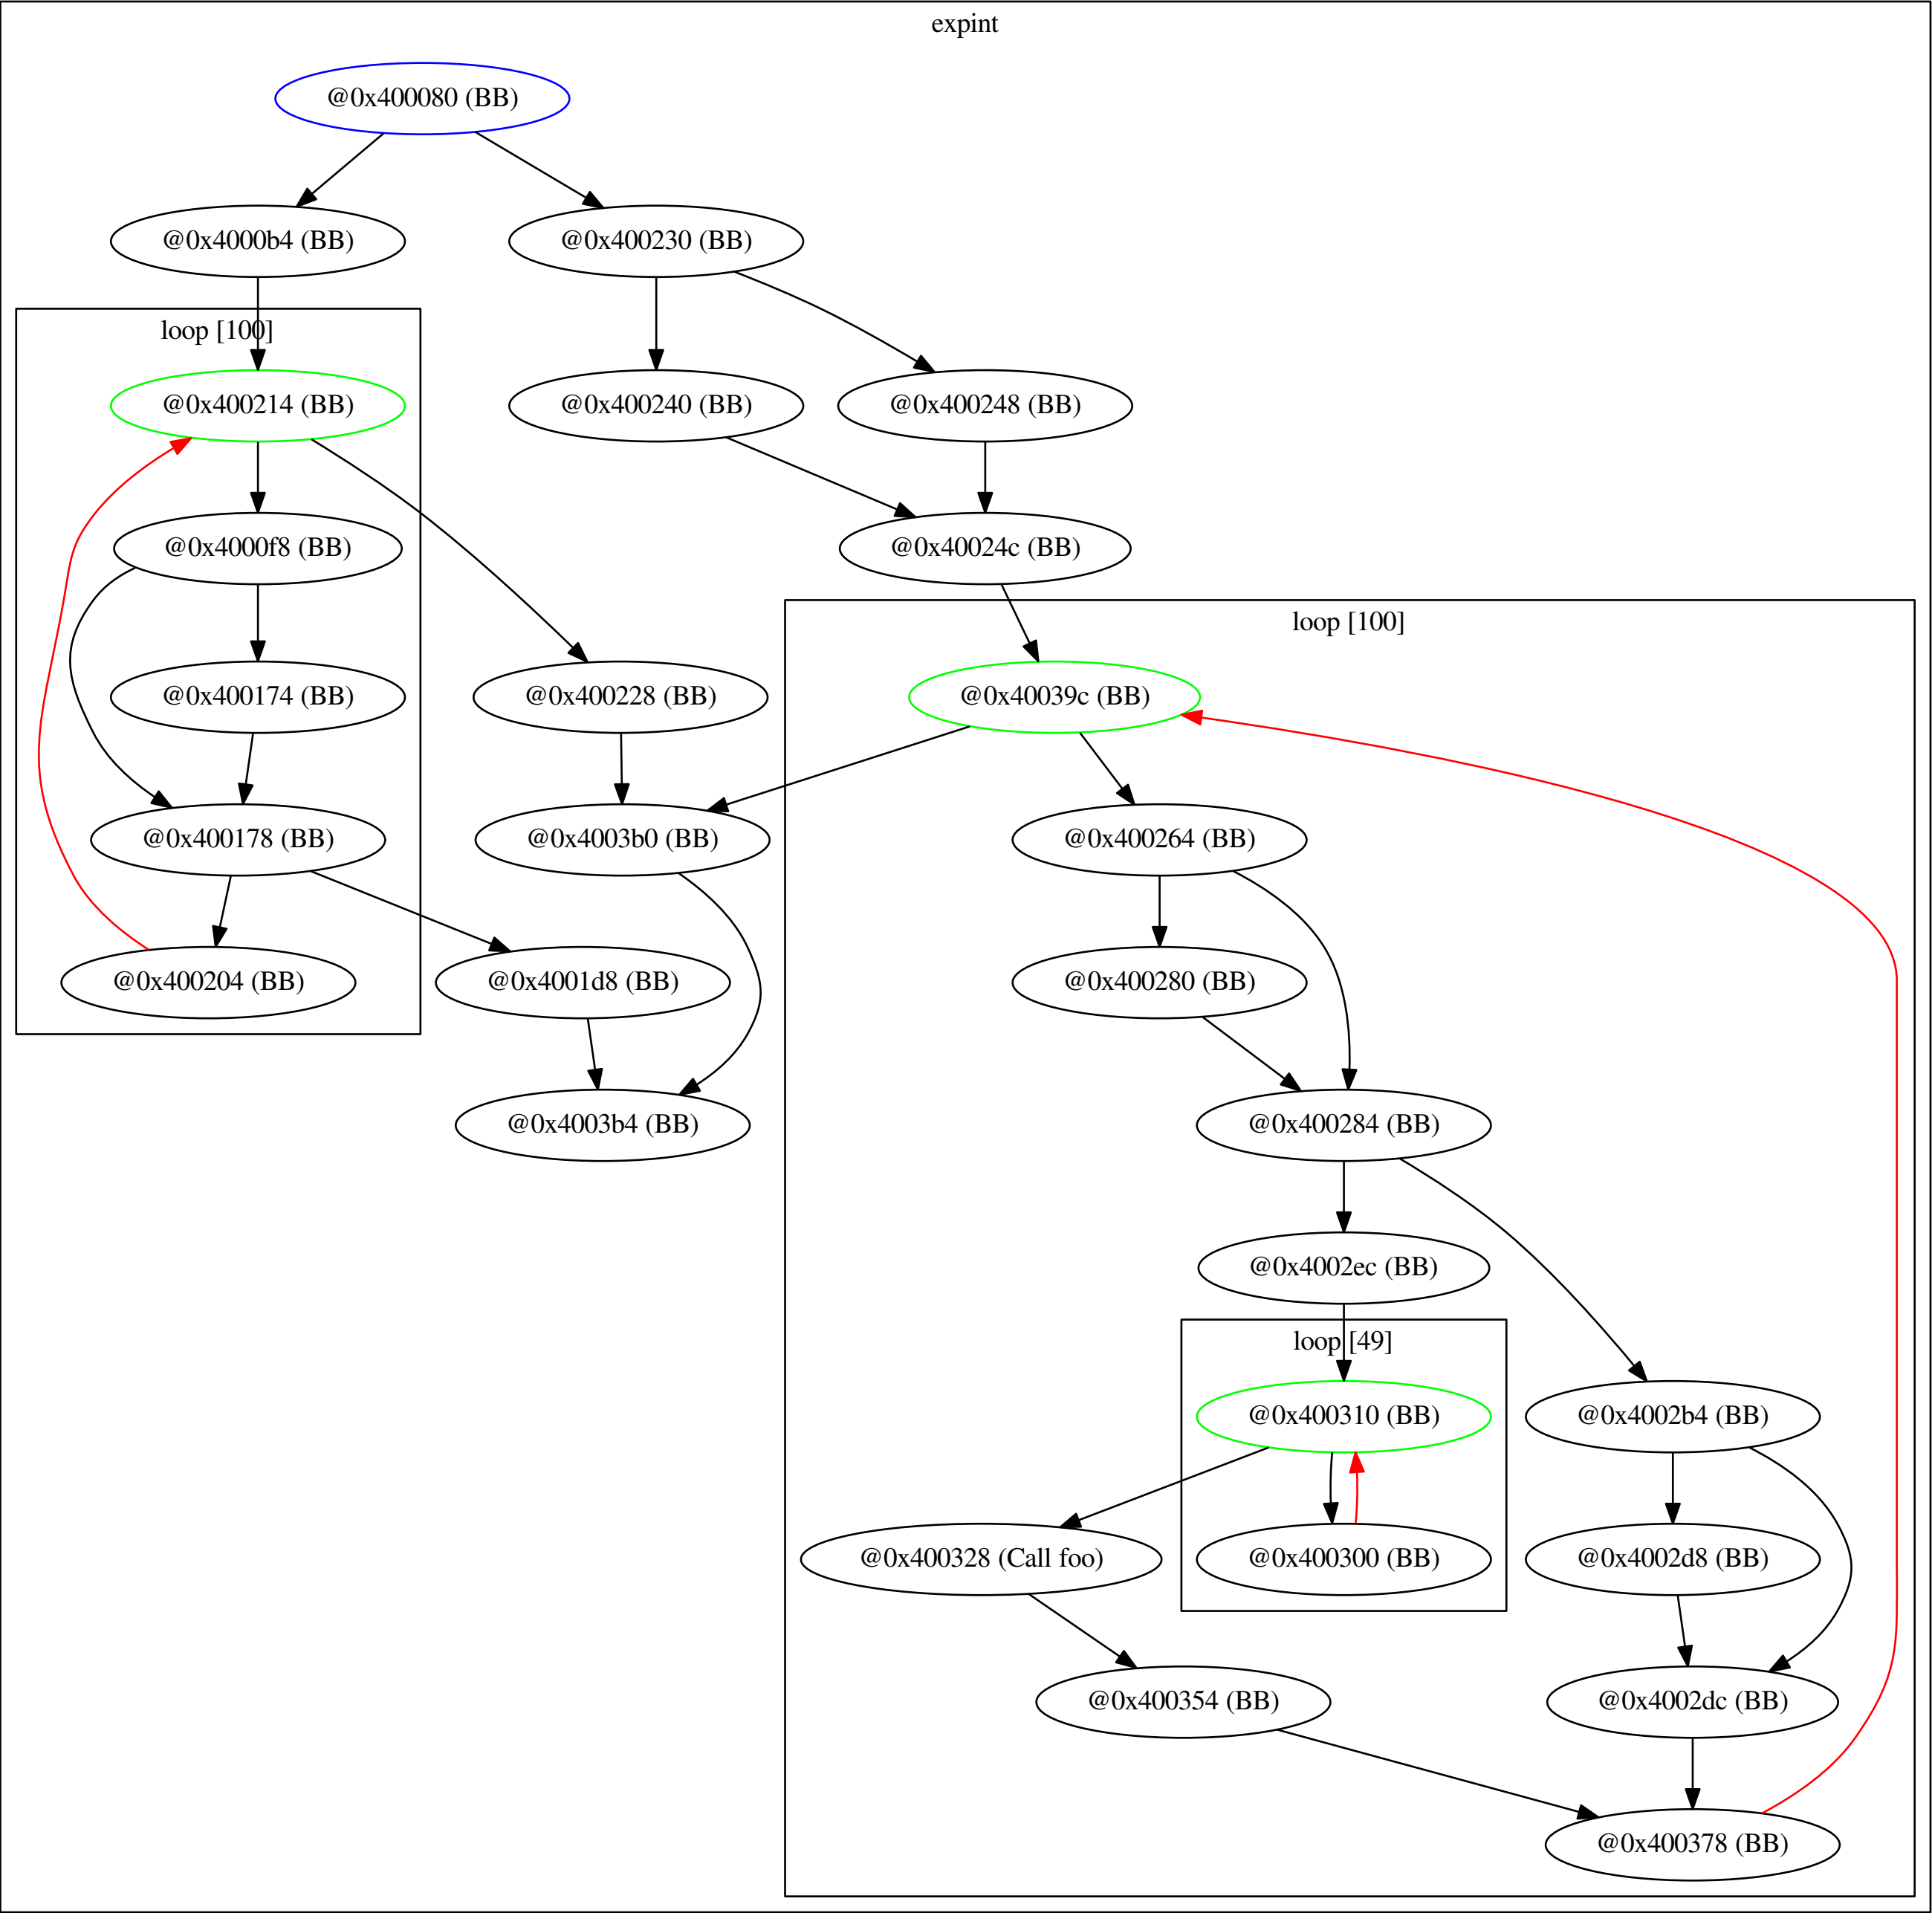 expint
@0x400080 (BB)
@0x4000b4 (BB)
@0x400230 (BB)
loop [100]
@0x400214 (BB)
@0x400240 (BB)
@0x400248 (BB)
@0x4000f8 (BB)
@0x40024c (BB)
loop [100]
@0x400174 (BB)
@0x400228 (BB)
@0x40039c (BB)
@0x400178 (BB)
@0x4003b0 (BB)
@0x400264 (BB)
@0x400204 (BB)
@0x4001d8 (BB)
@0x400280 (BB)
@0x4003b4 (BB)
@0x400284 (BB)
@0x4002ec (BB)
loop [49]
@0x400310 (BB)
@0x4002b4 (BB)
@0x400328 (Call foo)
@0x400300 (BB)
@0x4002d8 (BB)
@0x400354 (BB)
@0x4002dc (BB)
@0x400378 (BB)